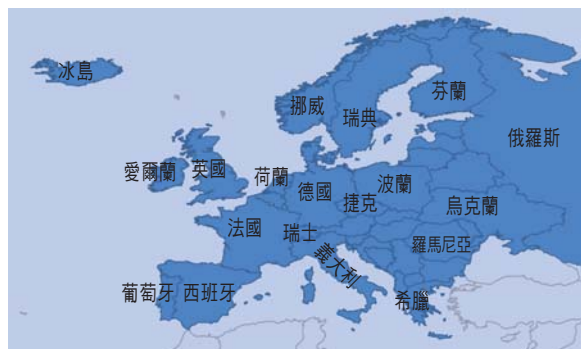 冰島
挪威
瑞典
芬蘭
俄羅斯
愛爾蘭
英國
荷蘭
德國
波蘭
捷克
烏克蘭
法國
瑞士
義大利
羅馬尼亞
葡萄牙
西班牙
希臘